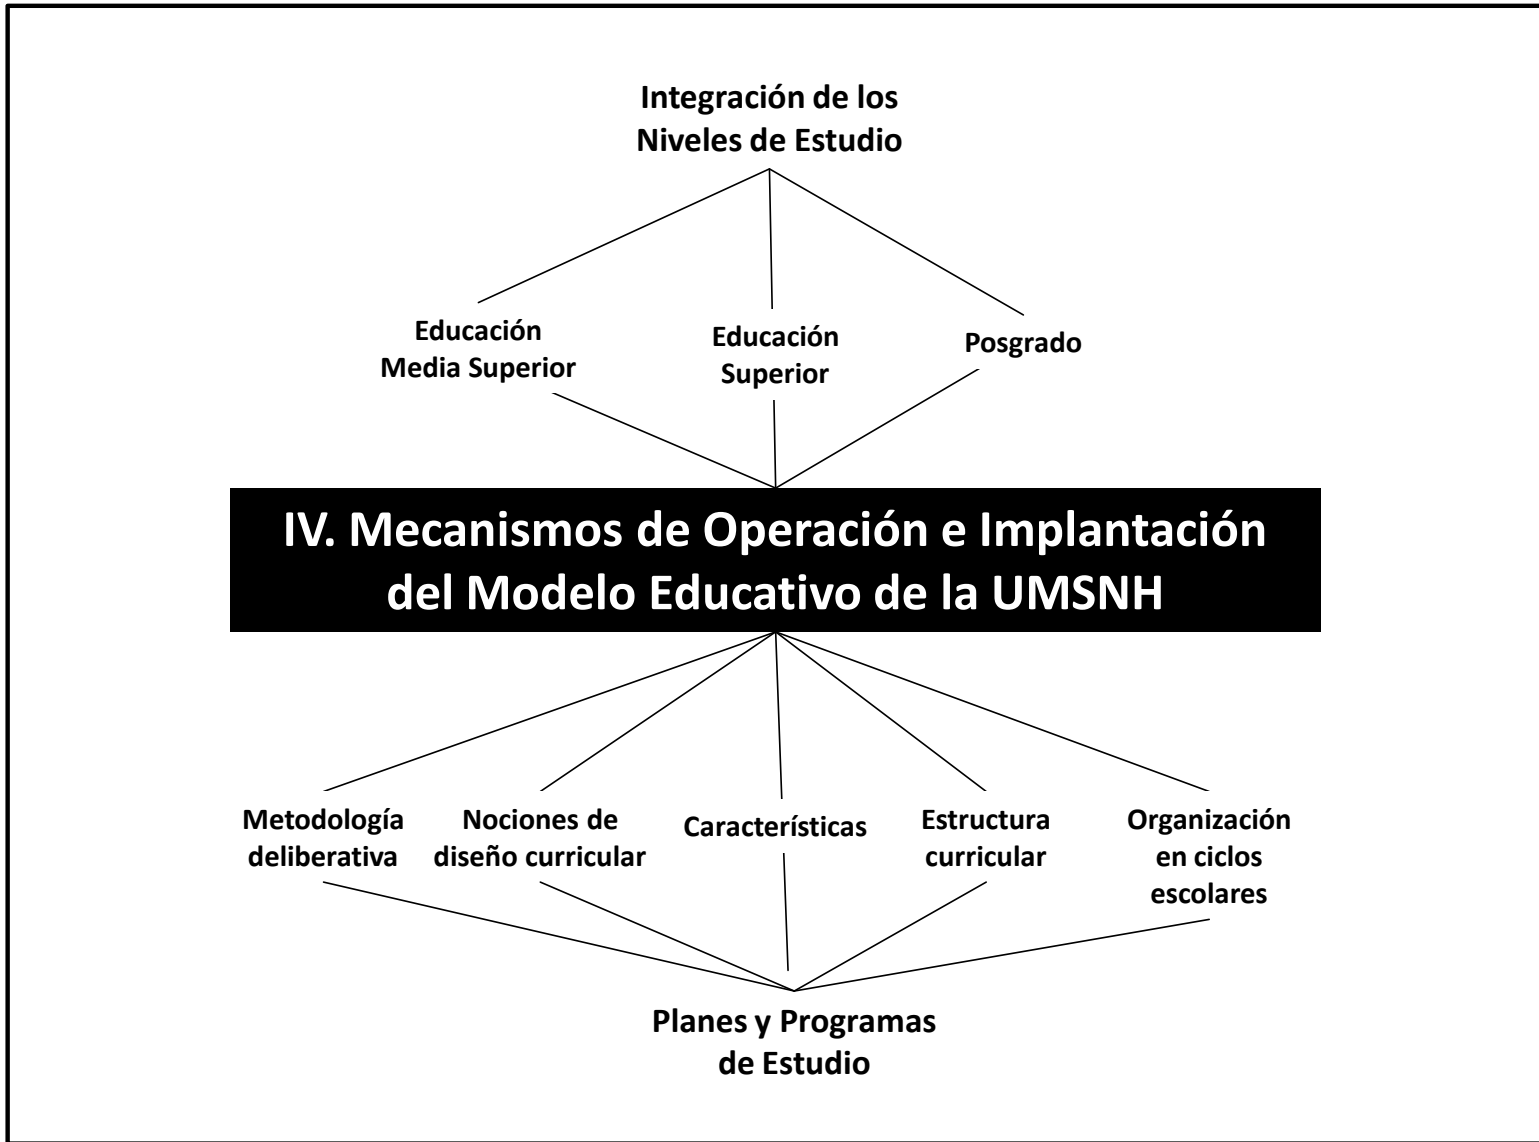 Integración de los
Niveles de Estudio
Educación
Media Superior
Educación
Superior
Posgrado
IV. Mecanismos de Operación e Implantación
del Modelo Educativo de la UMSNH
Metodología
deliberativa
Nociones de
diseño curricular
Características
Estructura
curricular
Organización
en ciclos
escolares
Planes y Programas
de Estudio